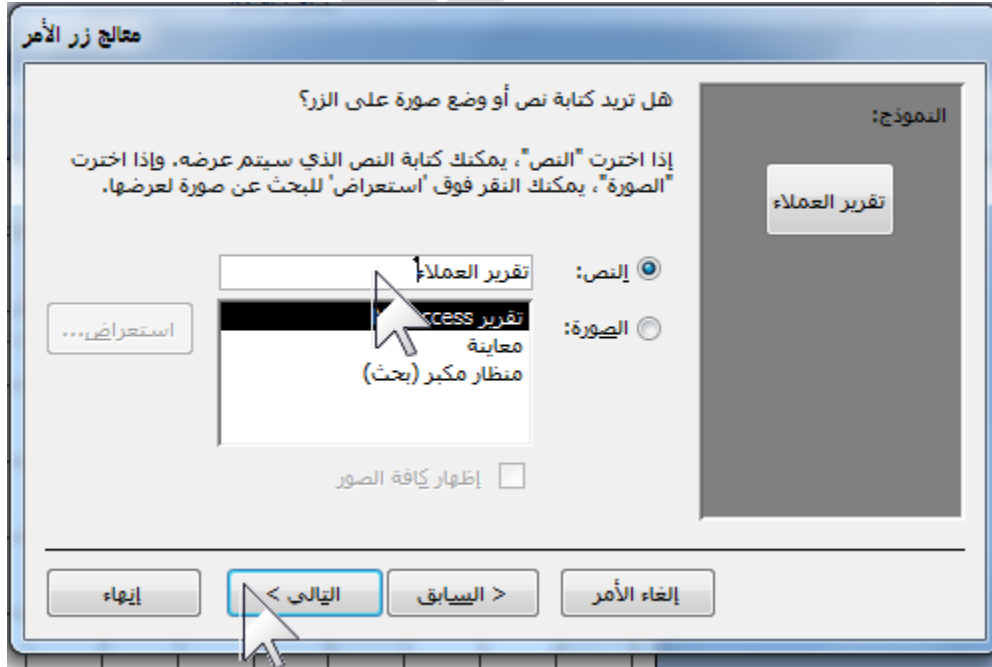 معالج زر الأمر
النموذج:
تقرير العملاء
هل تريد كتابة نص أو وضع صورة على الزر؟
إذا اخترت "النص"، يمكنك كتابة النص الذي سيتم عرضه. وإذا اخترت
"الصورة"، يمكنك النقر فوق 'استعراض' للبحث عن صورة لعرضها.
النص:
تقرير العملاء
الصورة:
تقرير
معاينة
منظار مكبر (بحث)
استعراض...
إظهار كافة الصور
إلغاء الأمر
< السابق
التالي >
إنهاء